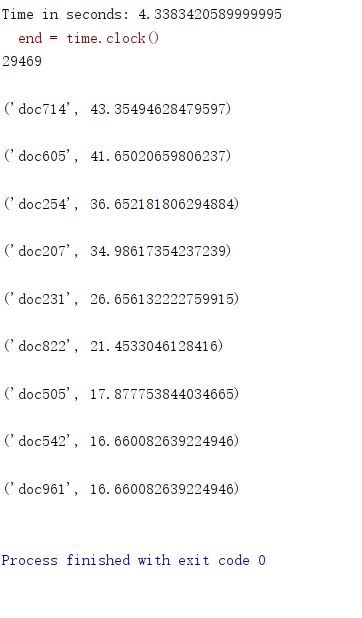 Time in seconds: 4.3383420589999995
end = time.clock()
29469
('doc714', 43.35494628479597)
('doc605', 41.65020659806237)
('doc254', 36.652181806294884)
('doc207', 34.98617354237239)
('doc231', 26.656132222759915)
('doc822', 21.4533046128416)
('doc505', 17.877753844034665)
('doc542', 16.660082639224946)
('doc961', 16.660082639224946)
Process finished with exit code 0